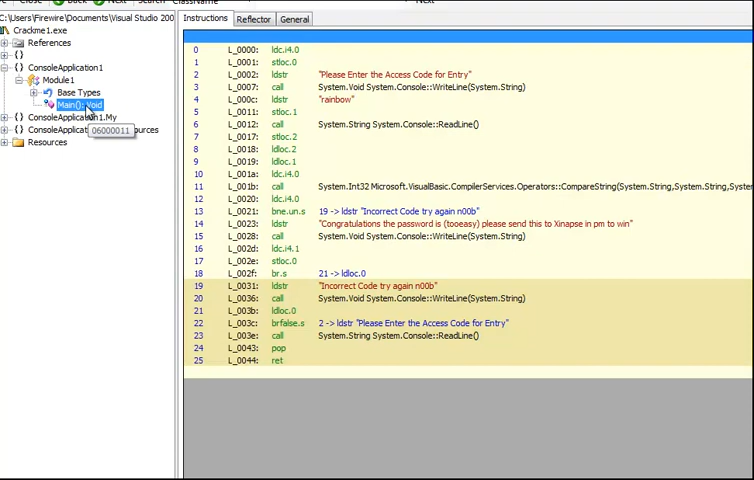 Back
Next
Search
ClassName
Next
C:\Users\Firewire\Documents\Visual Studio 200
Crackme1.exe
References
{ }
ConsoleApplication1
Module1
Base Types
Main() : Void
ConsoleApplication1.My
06000011
Resources
Instructions Reflector General
0 L_0000: ldc.i4.0
1 L_0001: stloc.0
2 L_0002: ldstr "Please Enter the Access Code for Entry"
3 L_0007: call System.Void System.Console::WriteLine(System.String)
4 L_000c: ldstr "rainbow"
5 L_0011: stloc.1
6 L_0012: call System.String System.Console::ReadLine()
7 L_0017: stloc.2
8 L_0018: ldloc.2
9 L_0019: ldloc.1
10 L_001a: ldc.i4.0
11 L_001b: call System.Int32 Microsoft.VisualBasic.CompilerServices.Operators::CompareString(System.String,System.String,System
12 L_0020: ldc.i4.0
13 L_0021: bne.un.s 19 -> ldstr "Incorrect Code try again n00b"
14 L_0023: ldstr "Congratulations the password is (tooeasy) please send this to Xinapse in pm to win"
15 L_0028: call System.Void System.Console::WriteLine(System.String)
16 L_002d: ldc.i4.1
17 L_002e: stloc.0
18 L_002f: br.s 21 -> ldloc.0
19 L_0031: ldstr "Incorrect Code try again n00b"
20 L_0036: call System.Void System.Console::WriteLine(System.String)
21 L_003b: ldloc.0
22 L_003c: brfalse.s 2 -> ldstr "Please Enter the Access Code for Entry"
23 L_003e: call System.String System.Console::ReadLine()
24 L_0043: pop
25 L_0044: ret